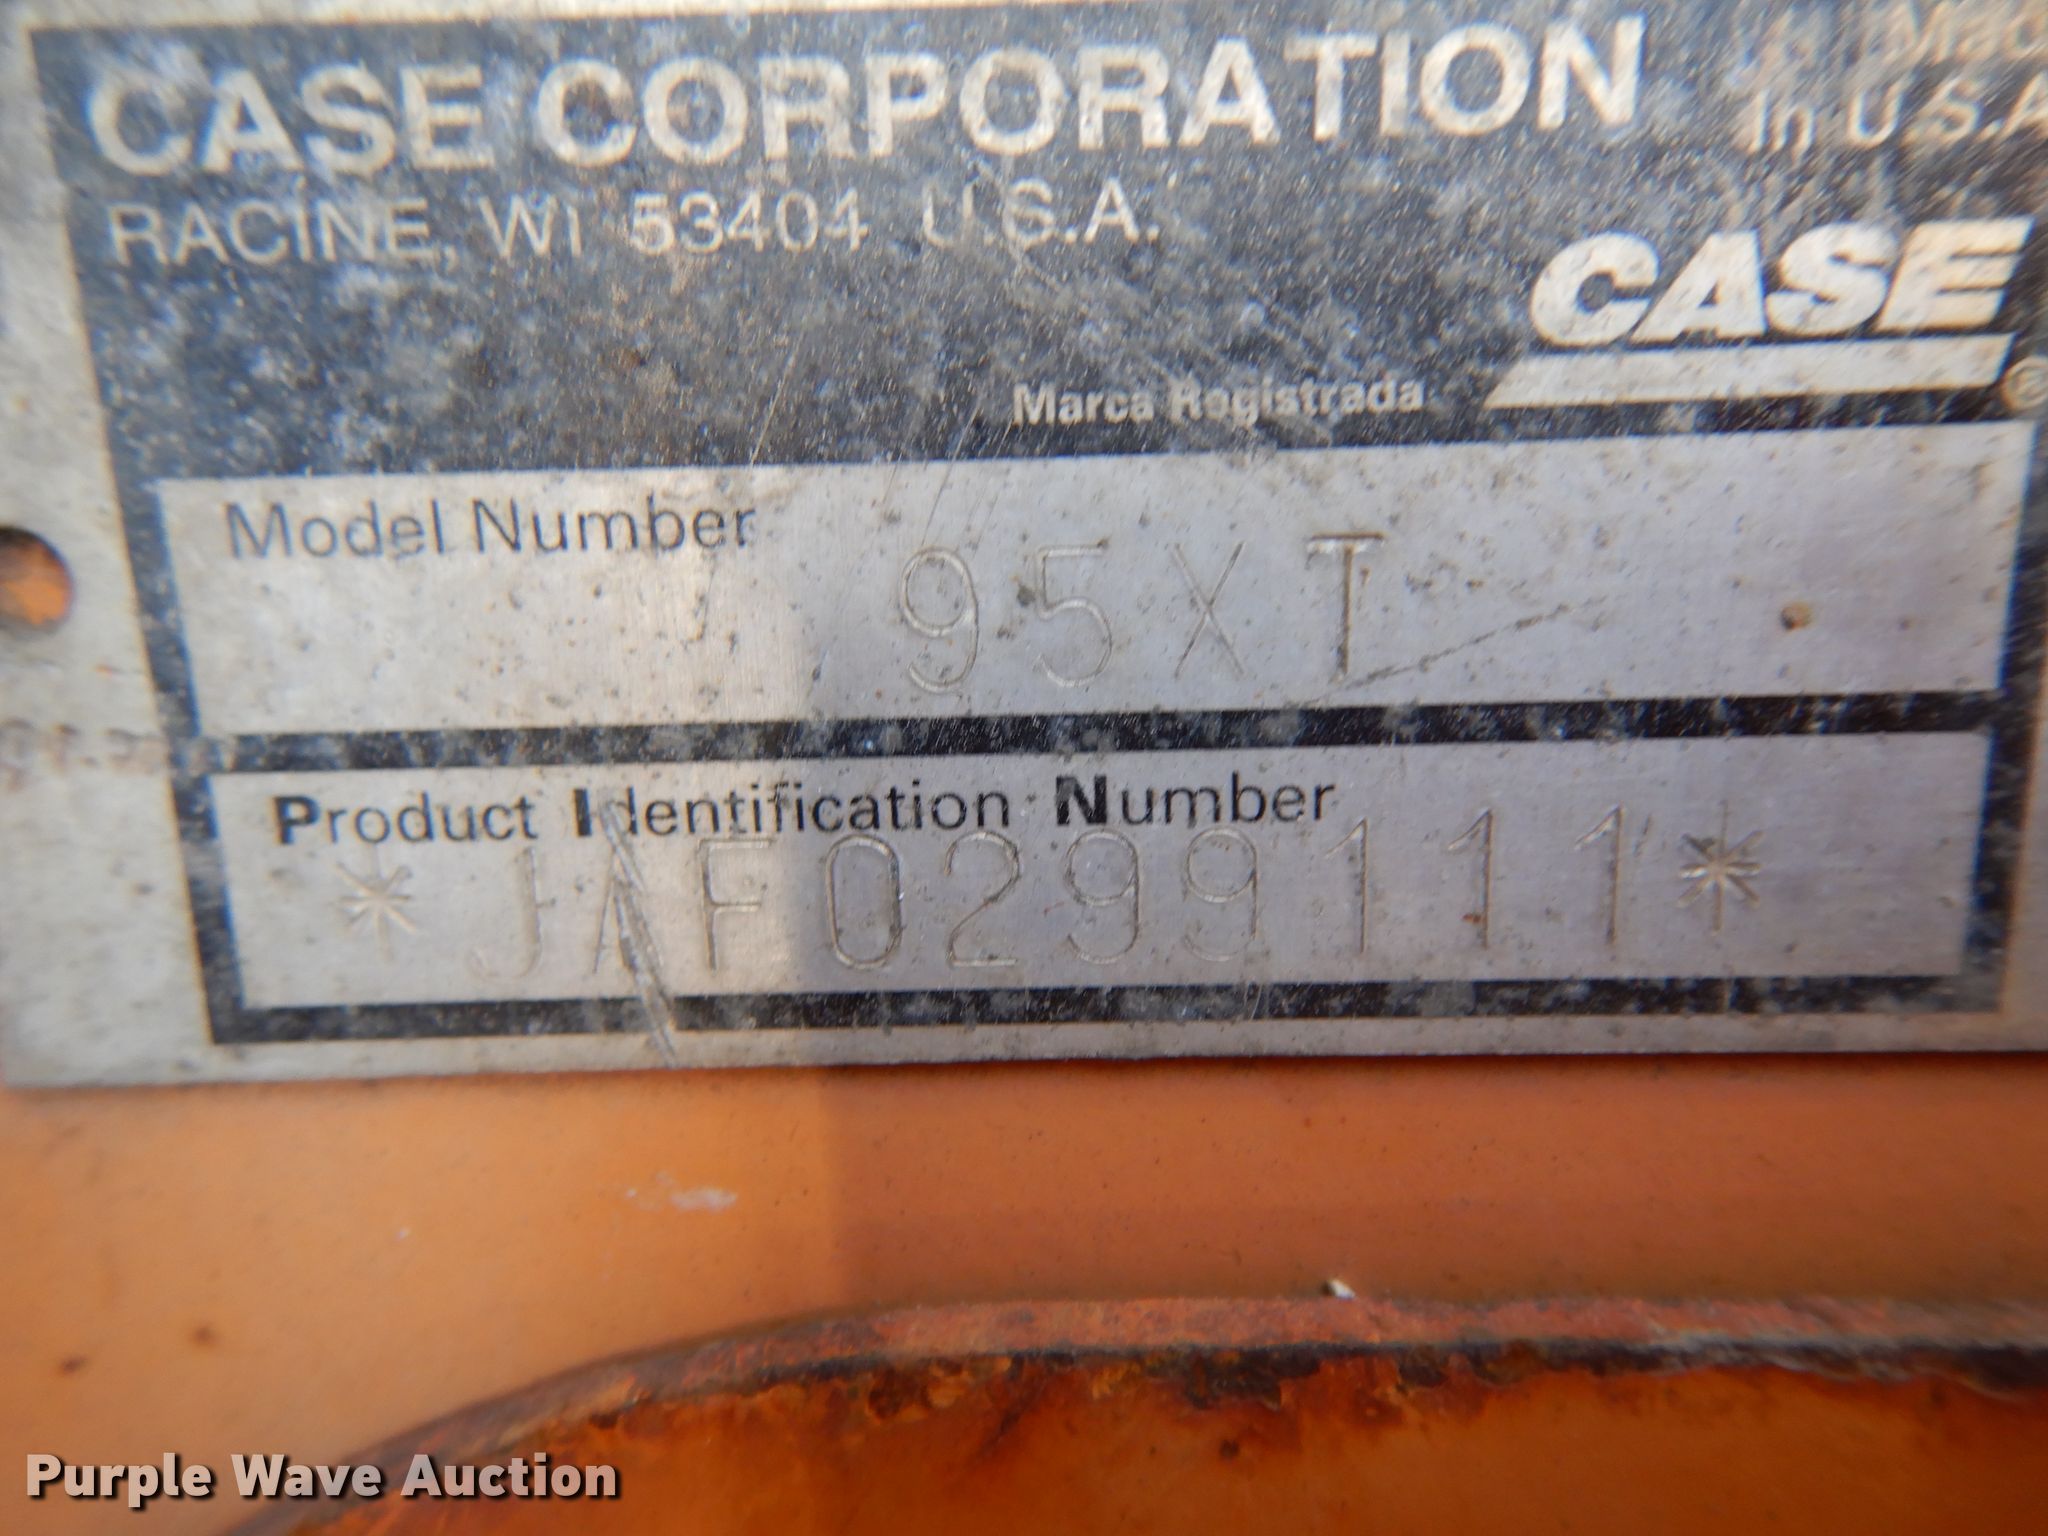 CASE CORPORATION
Made
In U.S.A
RACINE, WI 53404 U.S.A.
CASE ®
Marca Registrada
Model Number
95XT
Product Identification Number
*JAF0299111*
Purple Wave Auction